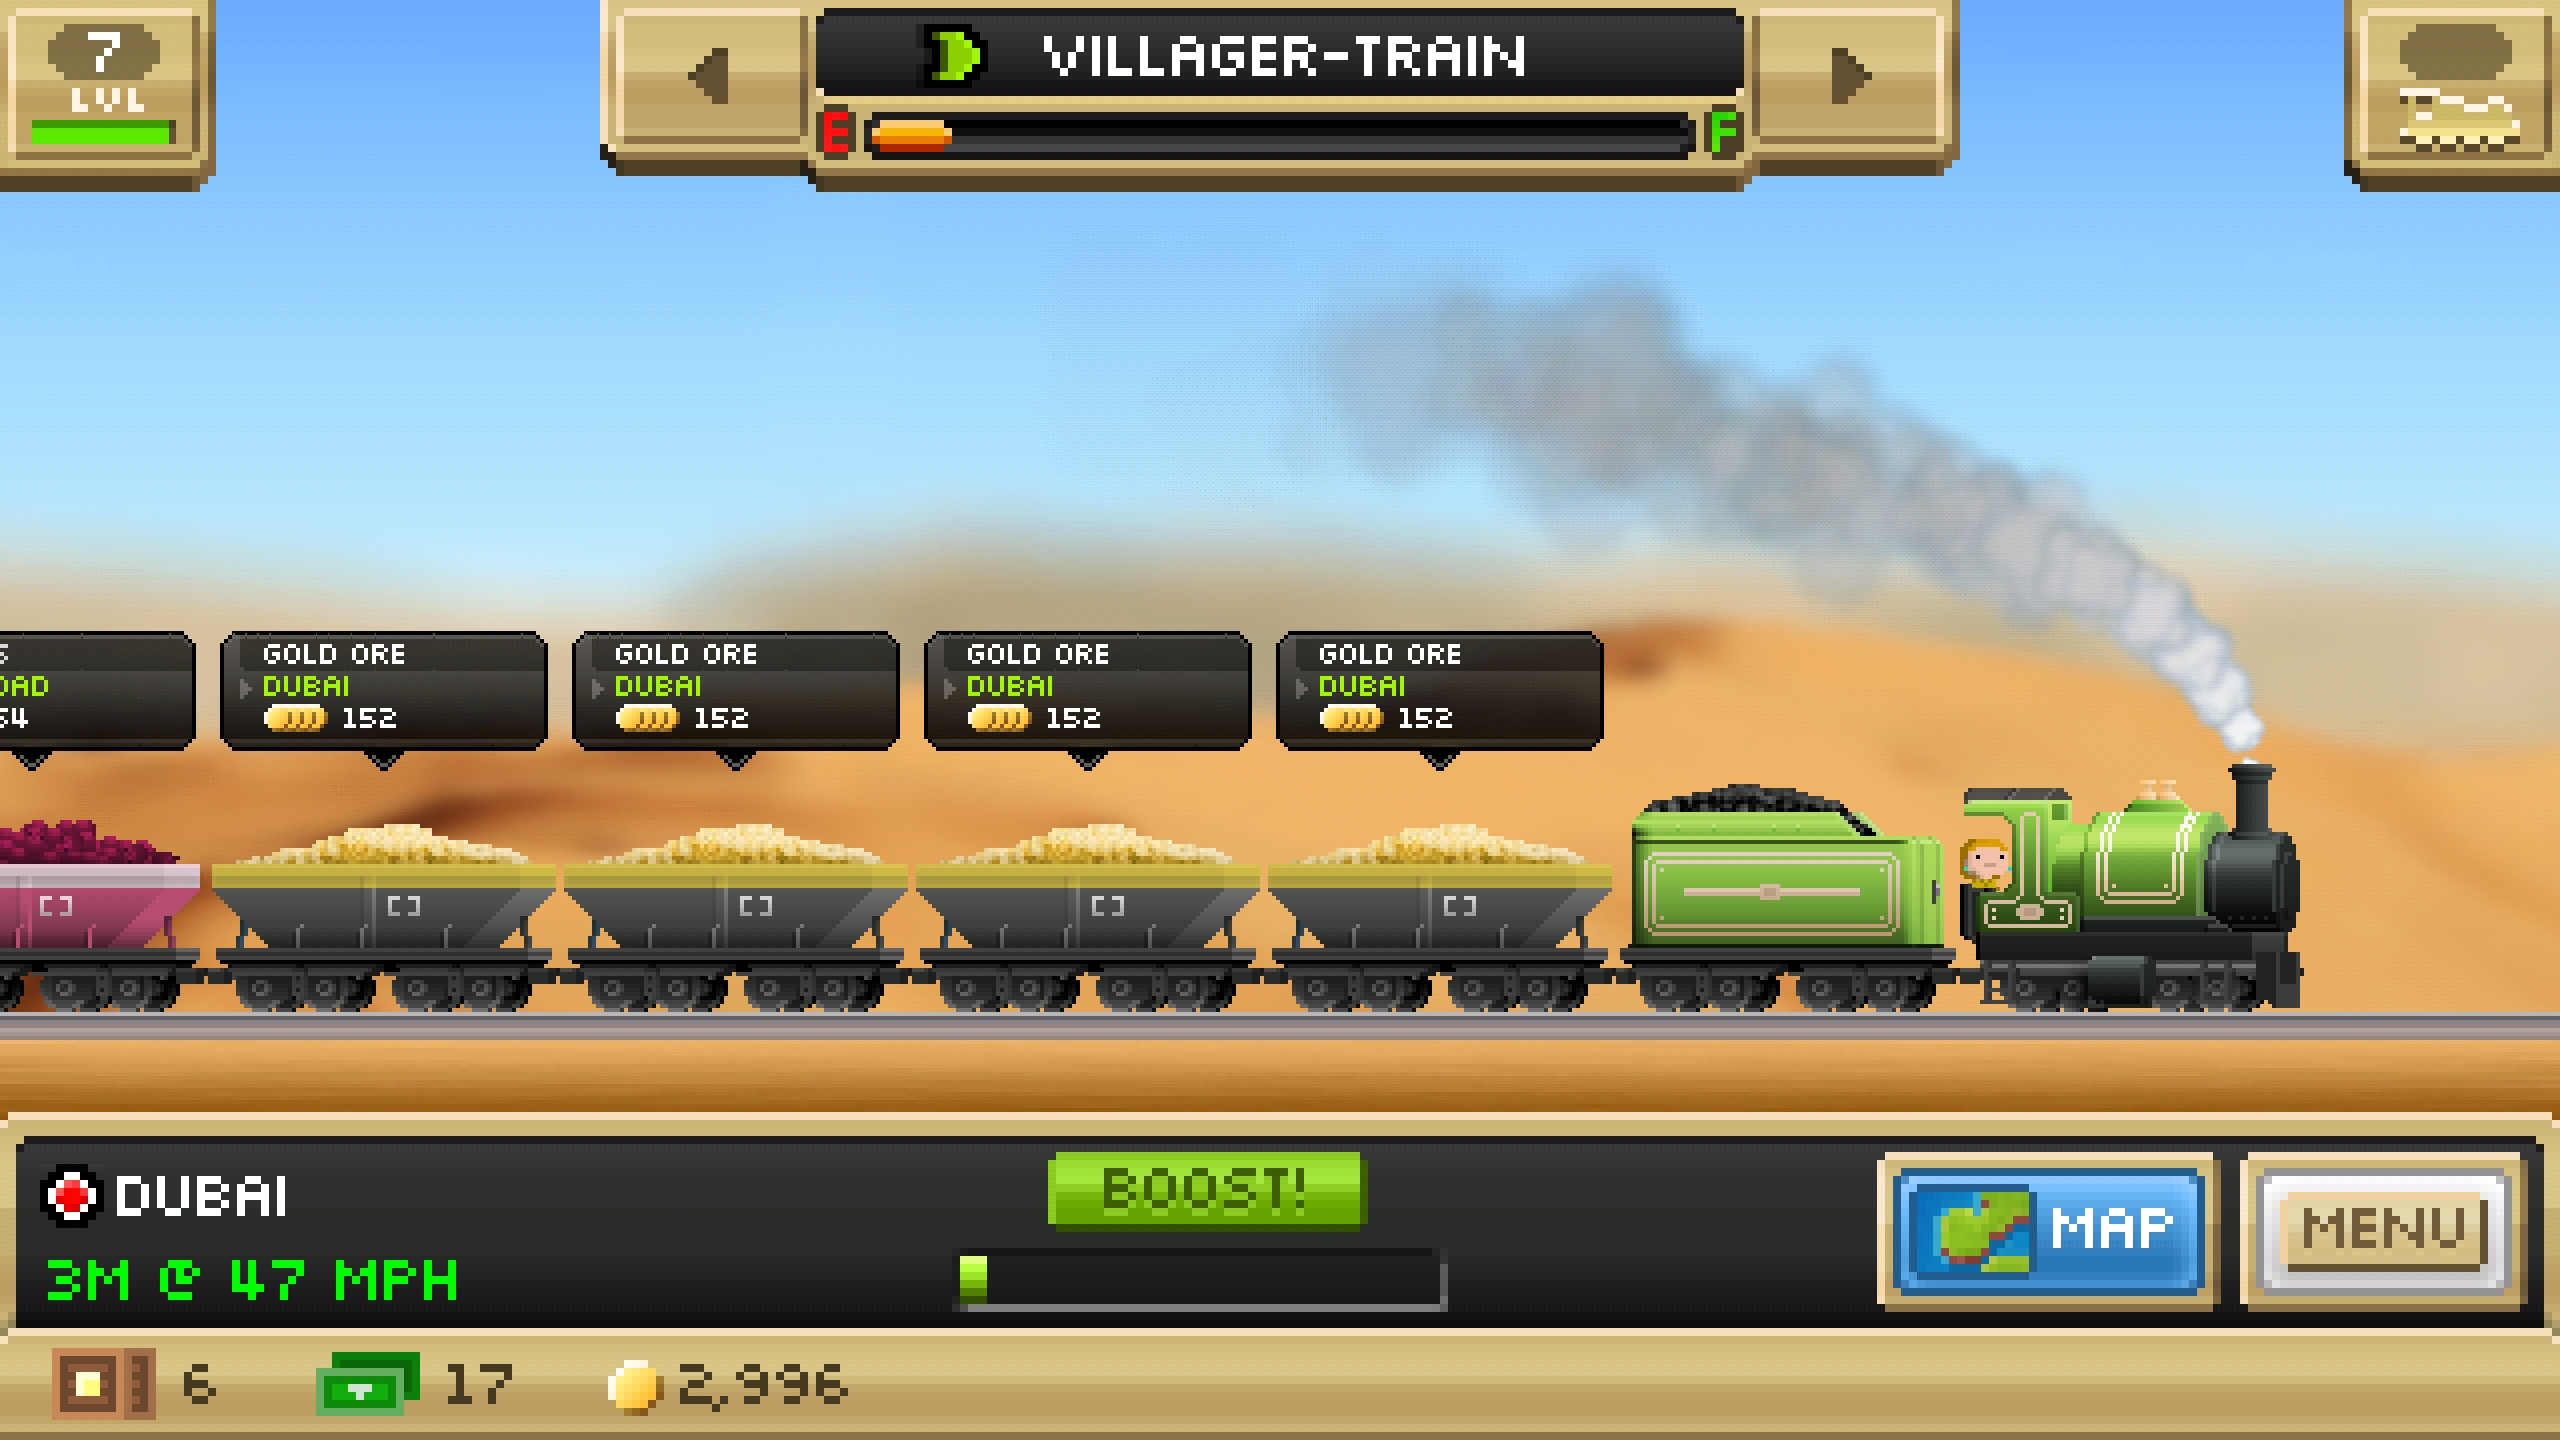 7
LVL
VILLAGER-TRAIN
E
F
GOLD ORE
DUBAI
152
GOLD ORE
DUBAI
152
GOLD ORE
DUBAI
152
GOLD ORE
DUBAI
152
DUBAI
3M @ 47 MPH
BOOST!
MAP
MENU
6
17
2,996